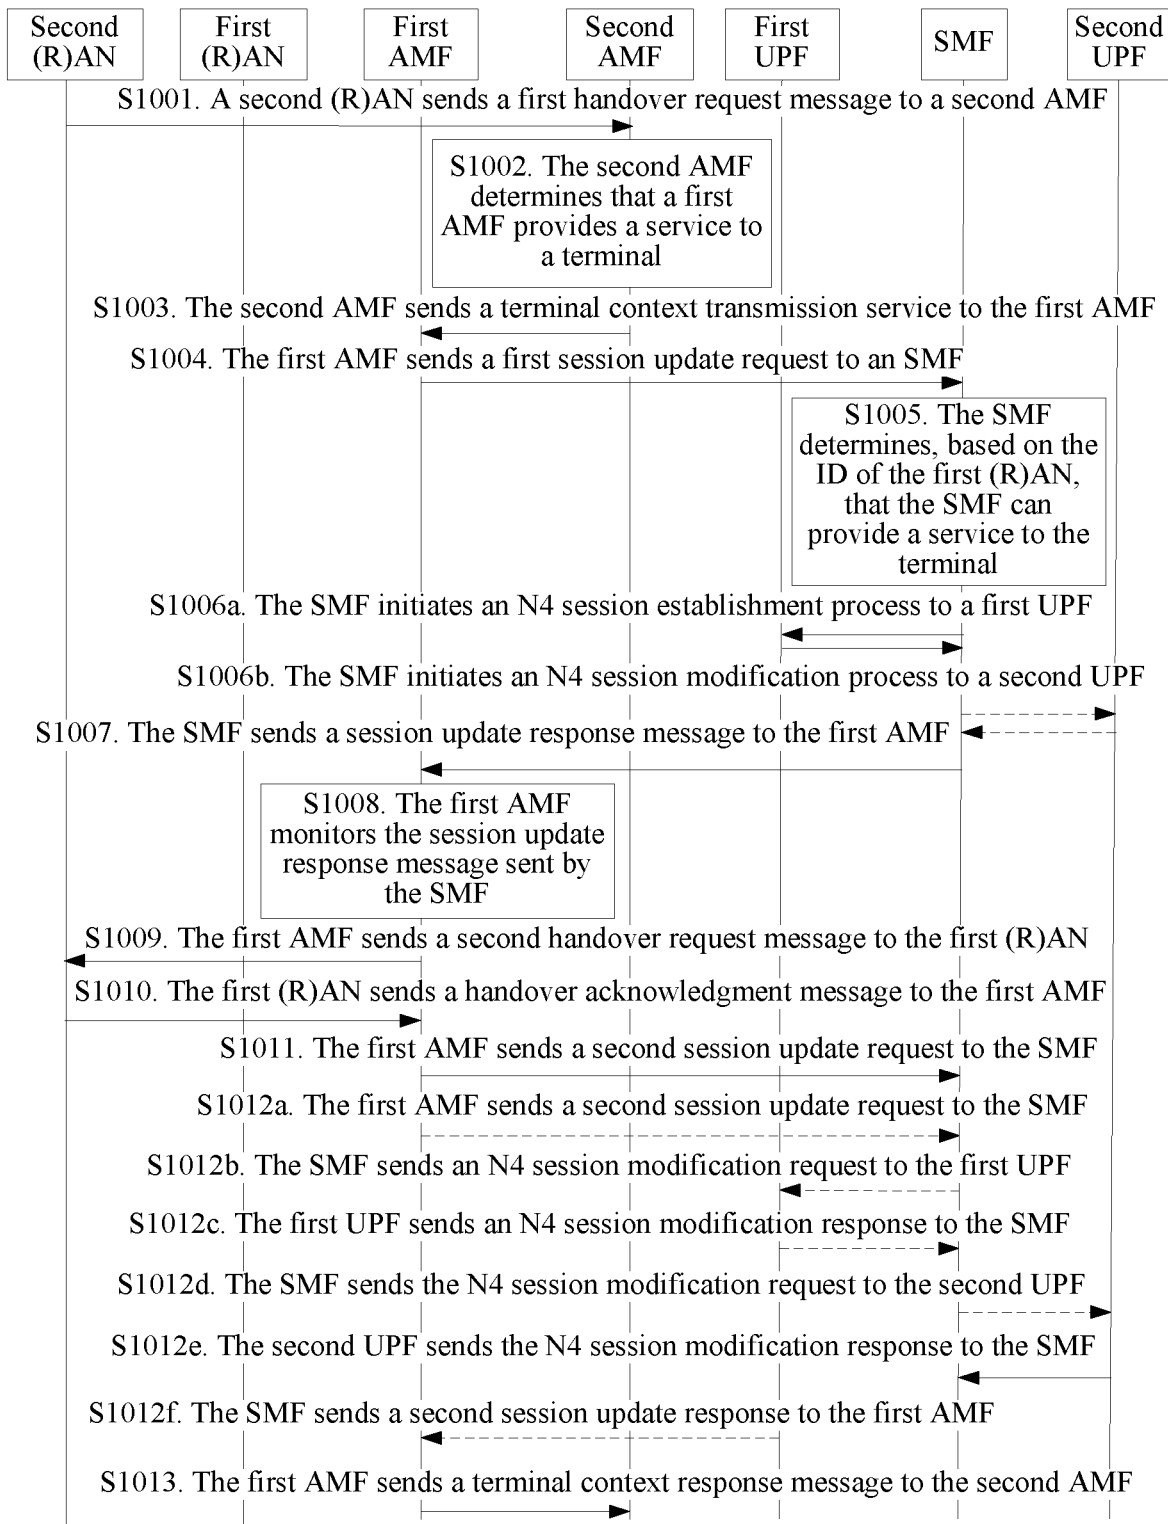 Second
(R)AN
First
(R)AN
First
AMF
Second
AMF
First
UPF
SMF
Second
UPF
S1001. A second (R)AN sends a first handover request message to a second AMF
S1002. The second AMF
determines that a first
AMF provides a service to
a terminal
S1003. The second AMF sends a terminal context transmission service to the first AMF
S1004. The first AMF sends a first session update request to an SMF
S1005. The SMF
determines, based on the
ID of the first (R)AN,
that the SMF can
provide a service to the
terminal
S1006a. The SMF initiates an N4 session establishment process to a first UPF
S1006b. The SMF initiates an N4 session modification process to a second UPF
S1007. The SMF sends a session update response message to the first AMF
S1008. The first AMF
monitors the session update
response message sent by
the SMF
S1009. The first AMF sends a second handover request message to the first (R)AN
S1010. The first (R)AN sends a handover acknowledgment message to the first AMF
S1011. The first AMF sends a second session update request to the SMF
S1012a. The first AMF sends a second session update request to the SMF
S1012b. The SMF sends an N4 session modification request to the first UPF
S1012c. The first UPF sends an N4 session modification response to the SMF
S1012d. The SMF sends the N4 session modification request to the second UPF
S1012e. The second UPF sends the N4 session modification response to the SMF
S1012f. The SMF sends a second session update response to the first AMF
S1013. The first AMF sends a terminal context response message to the second AMF